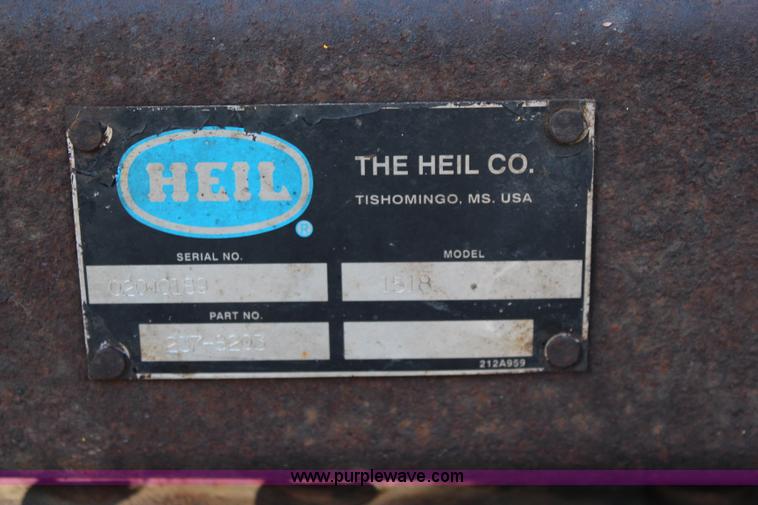 HEIL
®
THE HEIL CO.
TISHOMINGO, MS. USA
SERIAL NO.
MODEL
1518
PART NO.
212A959
www.purplewave.com